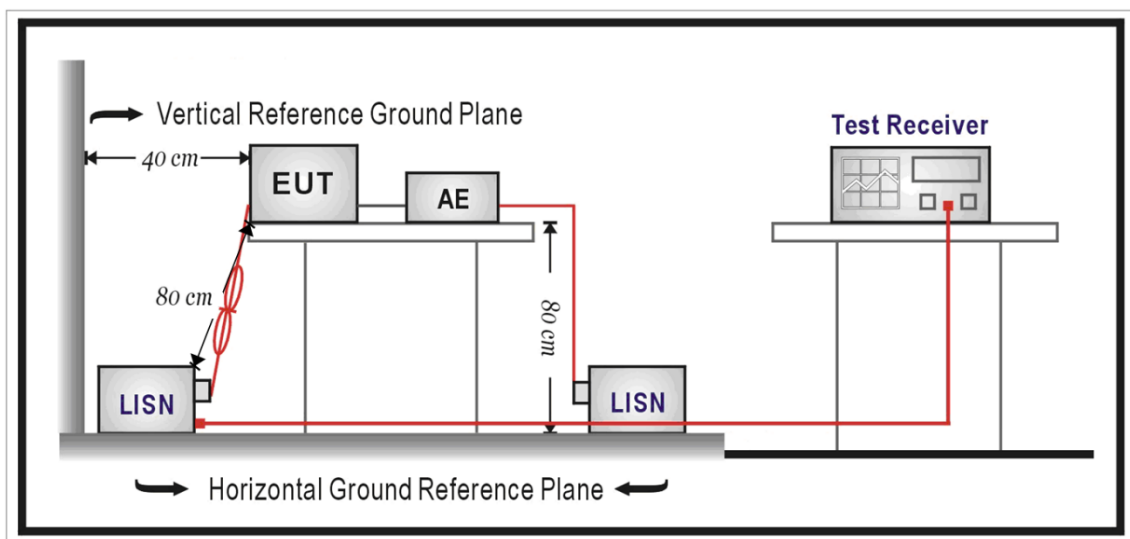 Vertical Reference Ground Plane
Test Receiver
40 cm
EUT
AE
80 cm
80 cm
LISN
LISN
Horizontal Ground Reference Plane